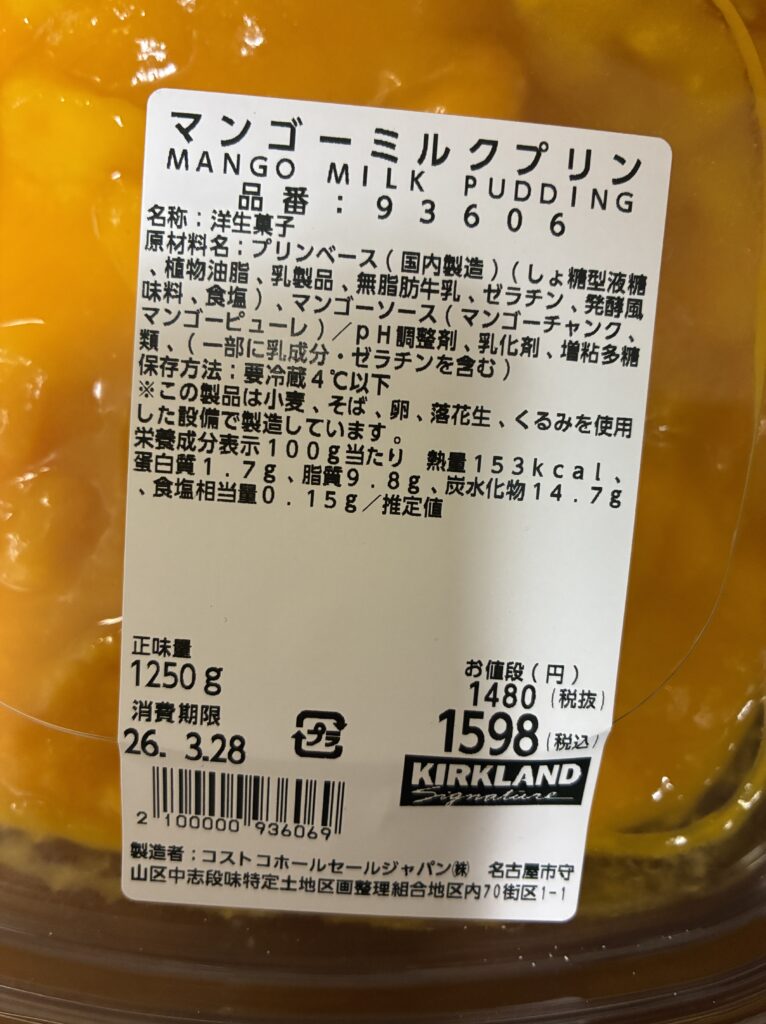 マンゴーミルクプリン
MANGO MILK PUDDING
品番:93606
名称:洋生菓子
原材料名:プリンベース(国内製造)(しょ糖型液糖
、植物油脂、乳製品、無脂肪牛乳、ゼラチン、発酵風
味料、食塩)、マンゴーソース(マンゴーチャンク、
マンゴーピューレ)/pH調整剤、乳化剤、増粘多糖
類、(一部に乳成分・ゼラチンを含む)
保存方法:要冷蔵4℃以下
※この製品は小麦、そば、卵、落花生、くるみを使用
した設備で製造しています。
栄養成分表示100g当たり 熱量153kcal、
蛋白質1.7g、脂質9.8g、炭水化物14.7g
、食塩相当量0.15g/推定値
正味量
1250g
お値段(円)
1480(税抜)
消費期限
プラ
1598(税込)
26. 3.28
KIRKLAND
Signature
2 100000 936069
製造者:コストコホールセールジャパン㈱ 名古屋市守
山区中志段味特定土地区画整理組合地区内70街区1-1